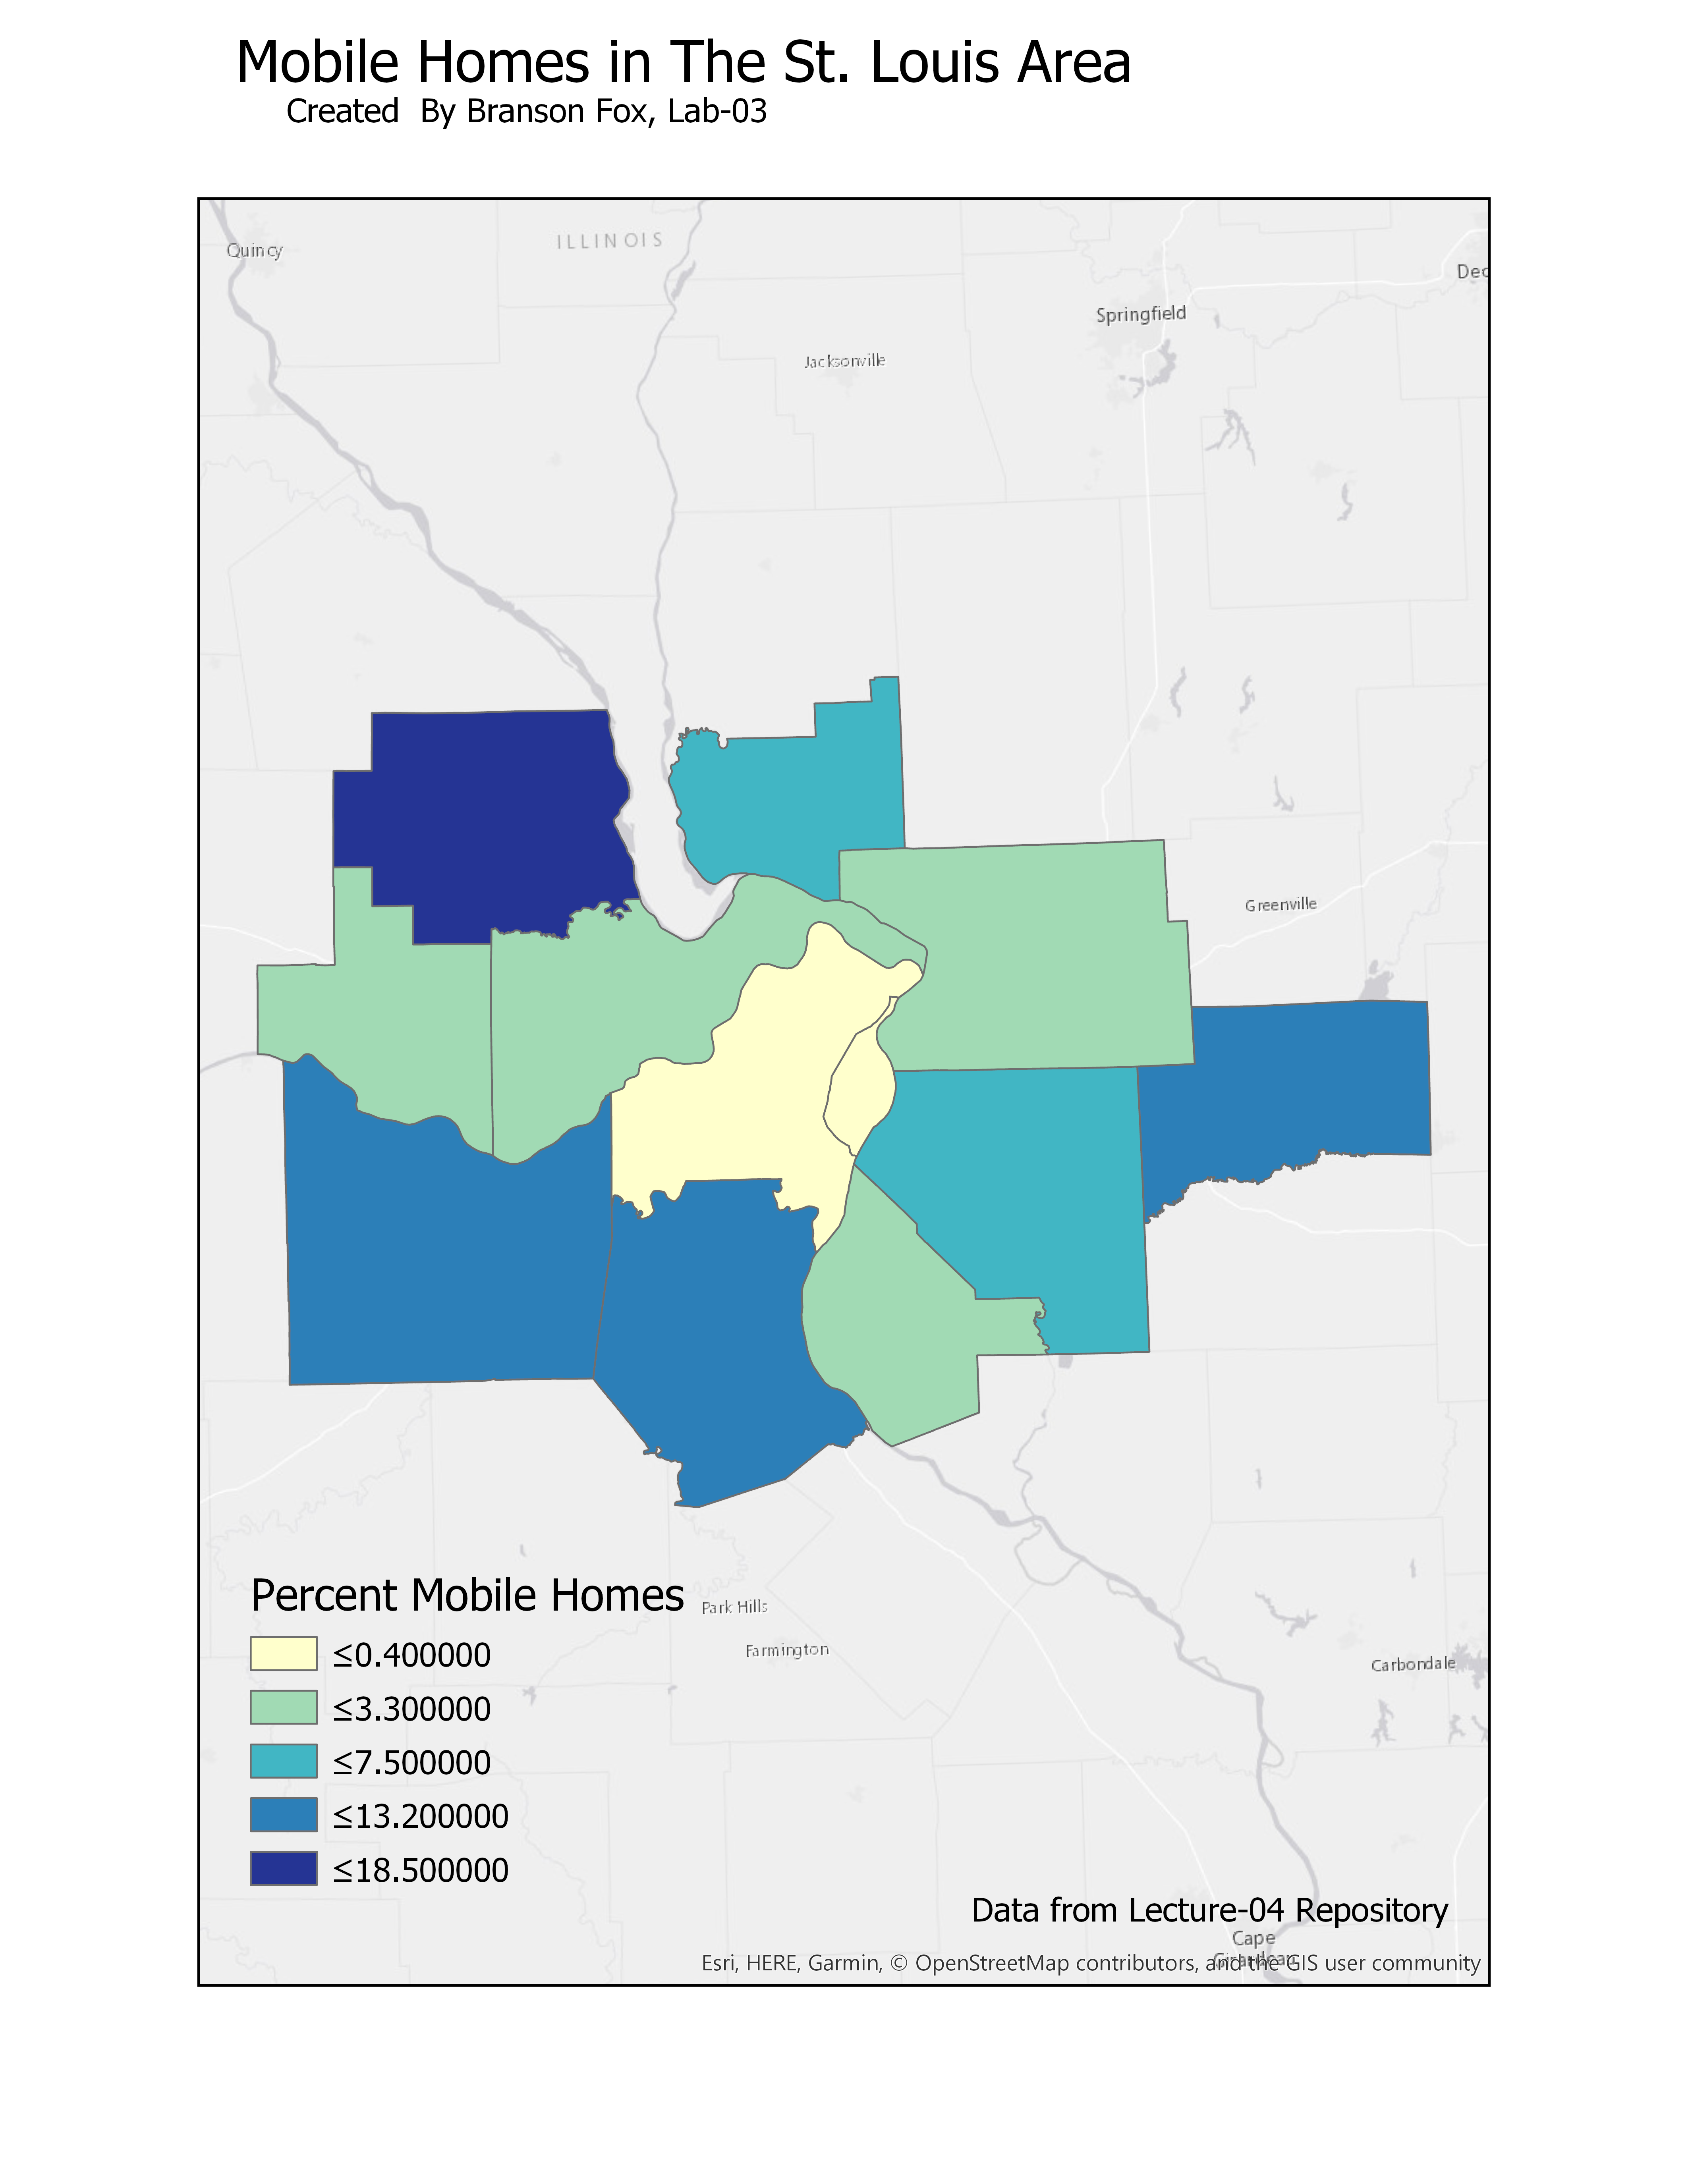 Mobile Homes in The St. Louis Area
Created  By Branson Fox, Lab-03
Quincy
ILLINOIS
Dec
Springfield
Jacksonville
Greenville
Percent Mobile Homes
≤0.400000
≤3.300000
≤7.500000
≤13.200000
≤18.500000
Park Hills
Farmington
Carbondale
Data from Lecture-04 Repository
Cape
Girardeau
Esri, HERE, Garmin, © OpenStreetMap contributors, and the GIS user community